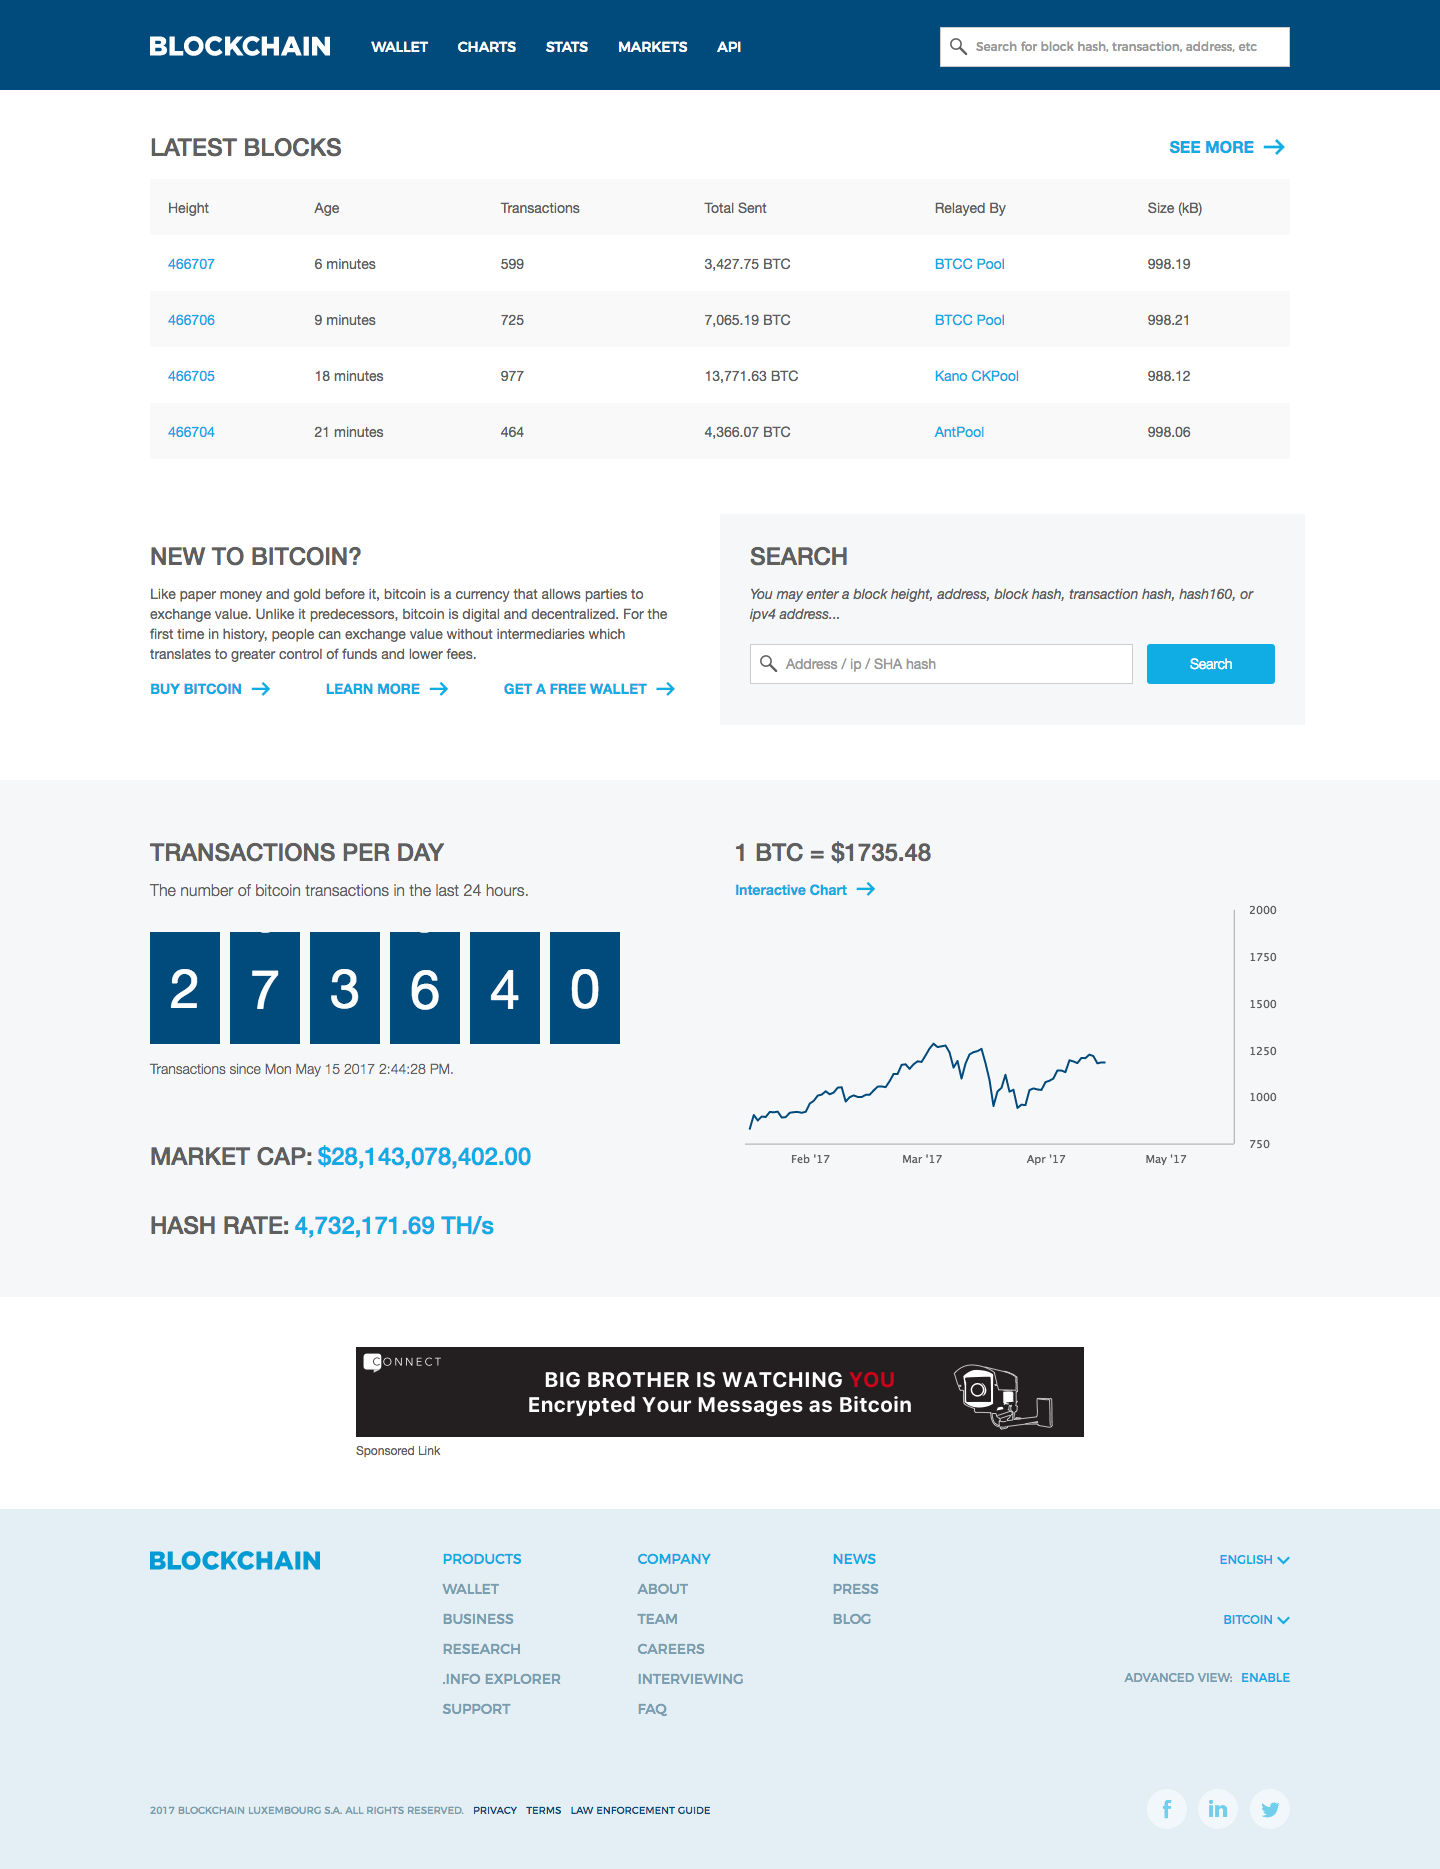 BLOCKCHAIN WALLET CHARTS STATS MARKETS API Search for block hash, transaction, address, etc
LATEST BLOCKS SEE MORE
Height Age Transactions Total Sent Relayed By Size (kB)
466707 6 minutes 599 3,427.75 BTC BTCC Pool 998.19
466706 9 minutes 725 7,065.19 BTC BTCC Pool 998.21
466705 18 minutes 977 13,771.63 BTC Kano CKPool 988.12
466704 21 minutes 464 4,366.07 BTC AntPool 998.06
NEW TO BITCOIN?
Like paper money and gold before it, bitcoin is a currency that allows parties to
exchange value. Unlike it predecessors, bitcoin is digital and decentralized. For the
first time in history, people can exchange value without intermediaries which
translates to greater control of funds and lower fees.
BUY BITCOIN LEARN MORE GET A FREE WALLET
SEARCH
You may enter a block height, address, block hash, transaction hash, hash160, or
ipv4 address...
Address / ip / SHA hash Search
TRANSACTIONS PER DAY
The number of bitcoin transactions in the last 24 hours.
2 7 3 6 4 0
Transactions since Mon May 15 2017 2:44:28 PM.
MARKET CAP: $28,143,078,402.00
HASH RATE: 4,732,171.69 TH/s
1 BTC = $1735.48
Interactive Chart
2000
1750
1500
1250
1000
750
Feb '17 Mar '17 Apr '17 May '17
CONNECT
BIG BROTHER IS WATCHING YOU
Encrypted Your Messages as Bitcoin
Sponsored Link
BLOCKCHAIN
PRODUCTS
WALLET
BUSINESS
RESEARCH
.INFO EXPLORER
SUPPORT
COMPANY
ABOUT
TEAM
CAREERS
INTERVIEWING
FAQ
NEWS
PRESS
BLOG
ENGLISH
BITCOIN
ADVANCED VIEW: ENABLE
2017 BLOCKCHAIN LUXEMBOURG S.A. ALL RIGHTS RESERVED. PRIVACY TERMS LAW ENFORCEMENT GUIDE
f in